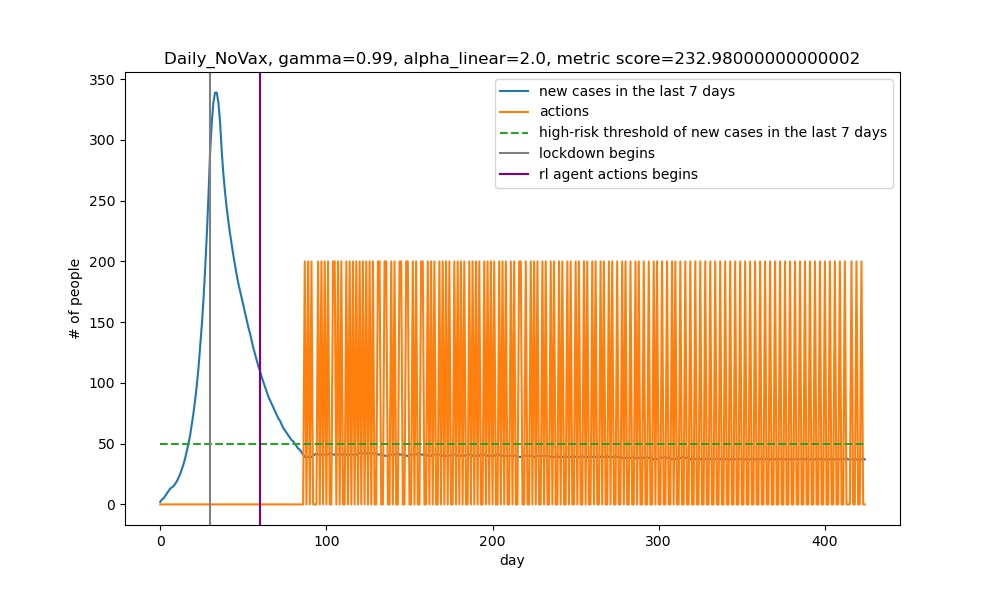 Daily_NoVax, gamma=0.99, alpha_linear=2.0, metric score=232.98000000000002
350
300
250
200
150
100
50
0
# of people
new cases in the last 7 days
actions
high-risk threshold of new cases in the last 7 days
lockdown begins
rl agent actions begins
0
100
200
300
400
day